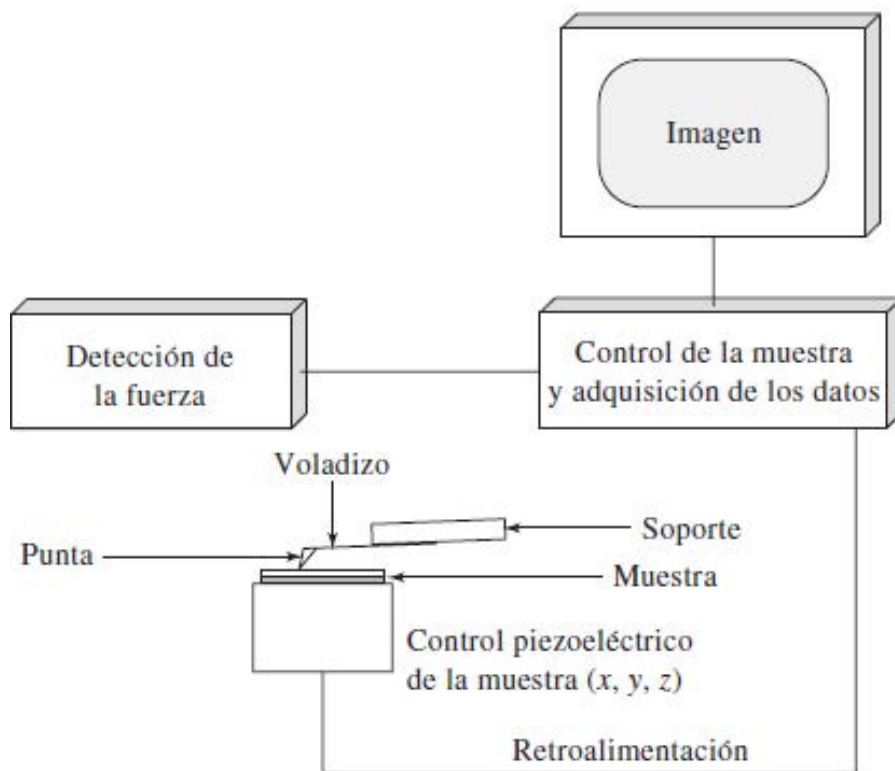 Imagen
Detección de
la fuerza
Control de la muestra
y adquisición de los datos
Voladizo
Soporte
Punta
Muestra
Control piezoeléctrico
de la muestra (x, y, z)
Retroalimentación